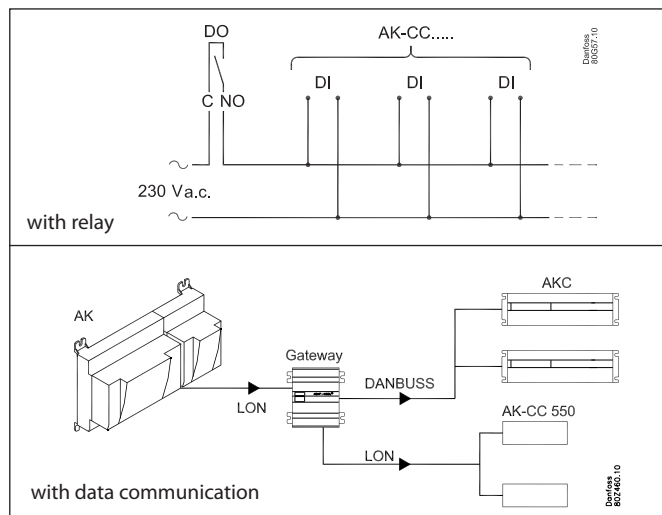 DO
AK-CC.....
Danfoss
80G57.10
DI
DI
DI
C NO
230 Va.c.
with relay
AK
AKC
Gateway
DANBUSS
LON
AK-CC 550
LON
with data communication
Danfoss
80Z460.10